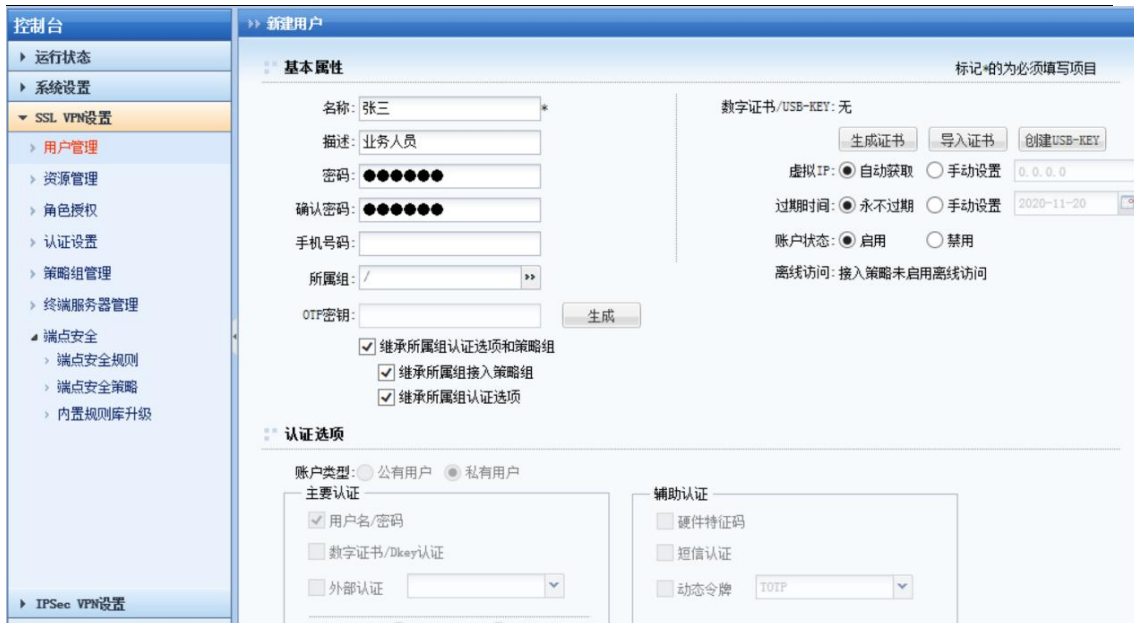 控制台
运行状态
系统设置
SSL VPN设置
用户管理
资源管理
角色授权
认证设置
策略组管理
终端服务器管理
端点安全
端点安全规则
端点安全策略
内置规则库升级
IPSec VPN设置
›› 新建用户
基本属性
标记*的为必须填写项目
名称: 张三 *
描述: 业务人员
密码: ●●●●●●
确认密码: ●●●●●●
手机号码:
所属组: / ››
OTP密钥: 生成
继承所属组认证选项和策略组
继承所属组接入策略组
继承所属组认证选项
数字证书/USB-KEY: 无
生成证书 导入证书 创建USB-KEY
虚拟IP: 自动获取 手动设置 0.0.0.0
过期时间: 永不过期 手动设置 2020-11-20
账户状态: 启用 禁用
离线访问: 接入策略未启用离线访问
认证选项
账户类型: 公有用户 私有用户
主要认证
用户名/密码
数字证书/Dkey认证
外部认证
辅助认证
硬件特征码
短信认证
动态令牌 TOTP